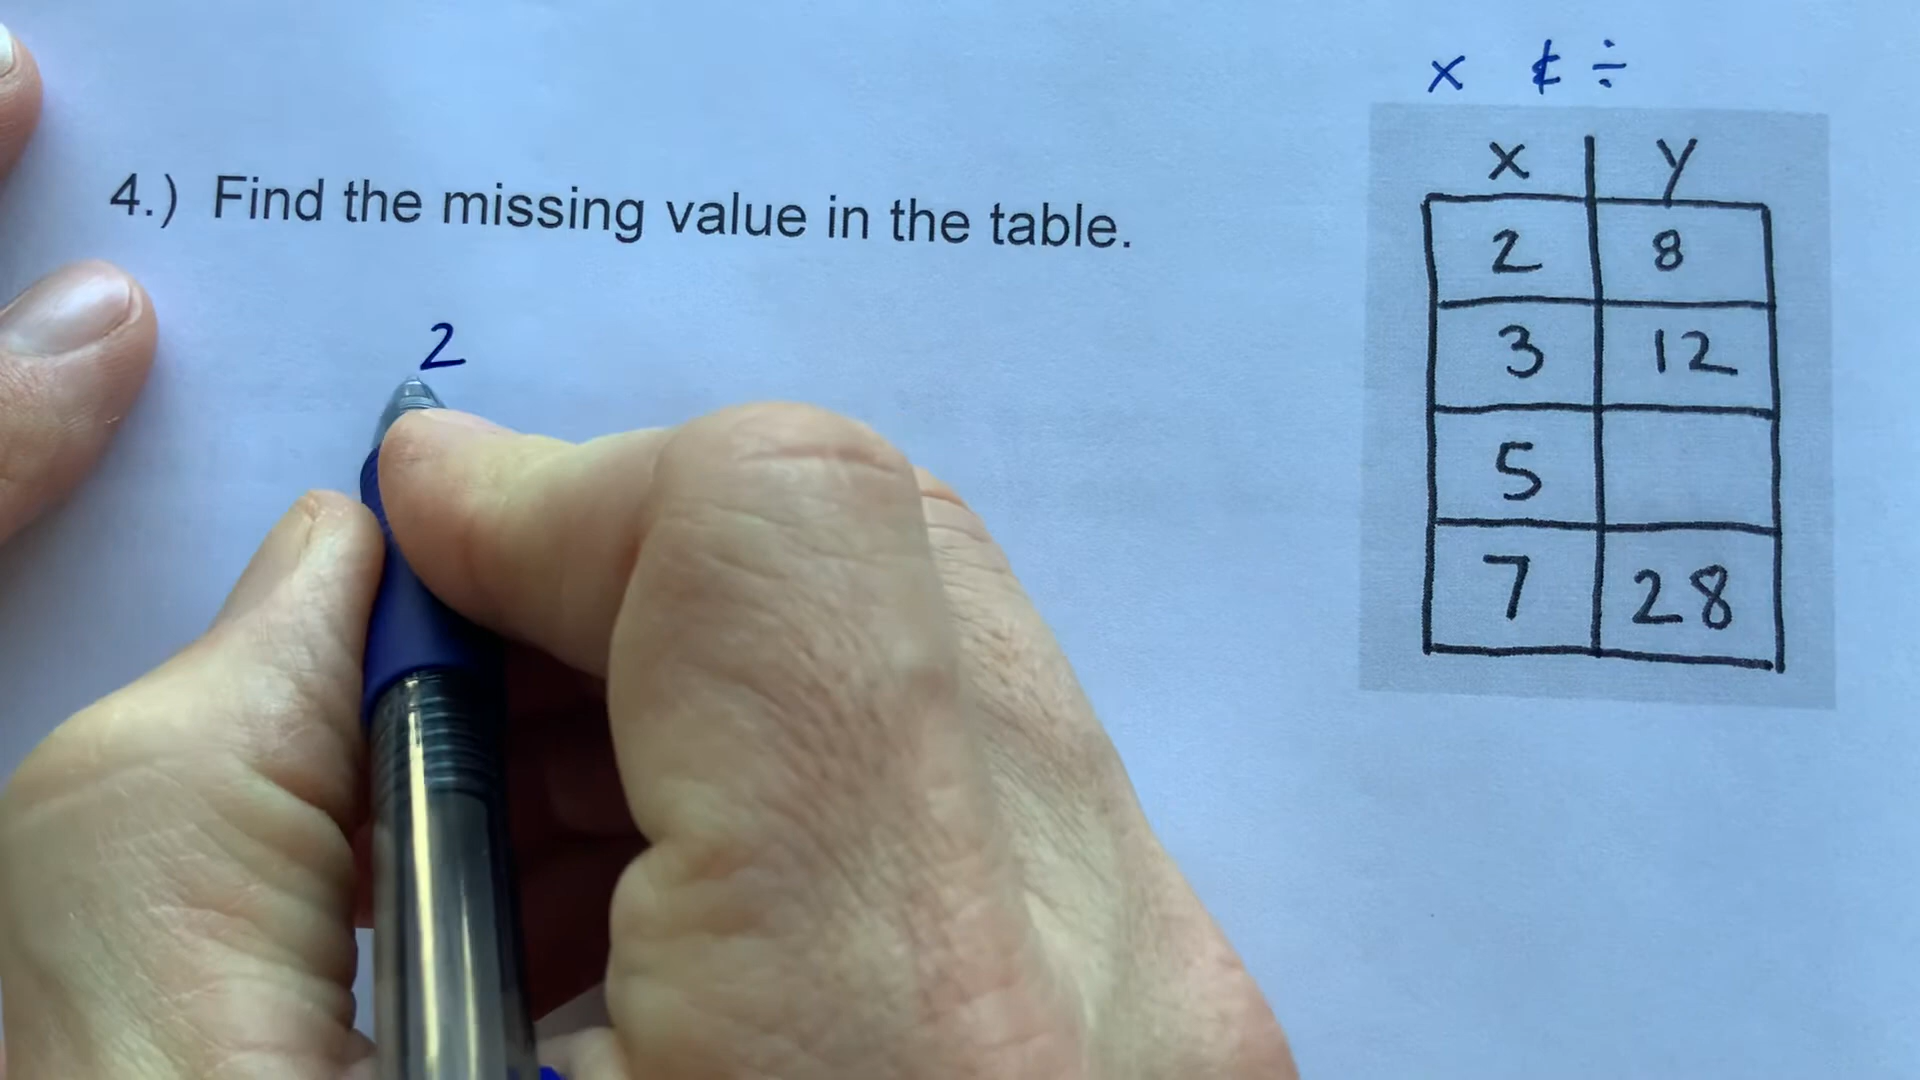 x & ÷
4.) Find the missing value in the table.
x y
2 8
3 12
5
7 28
2